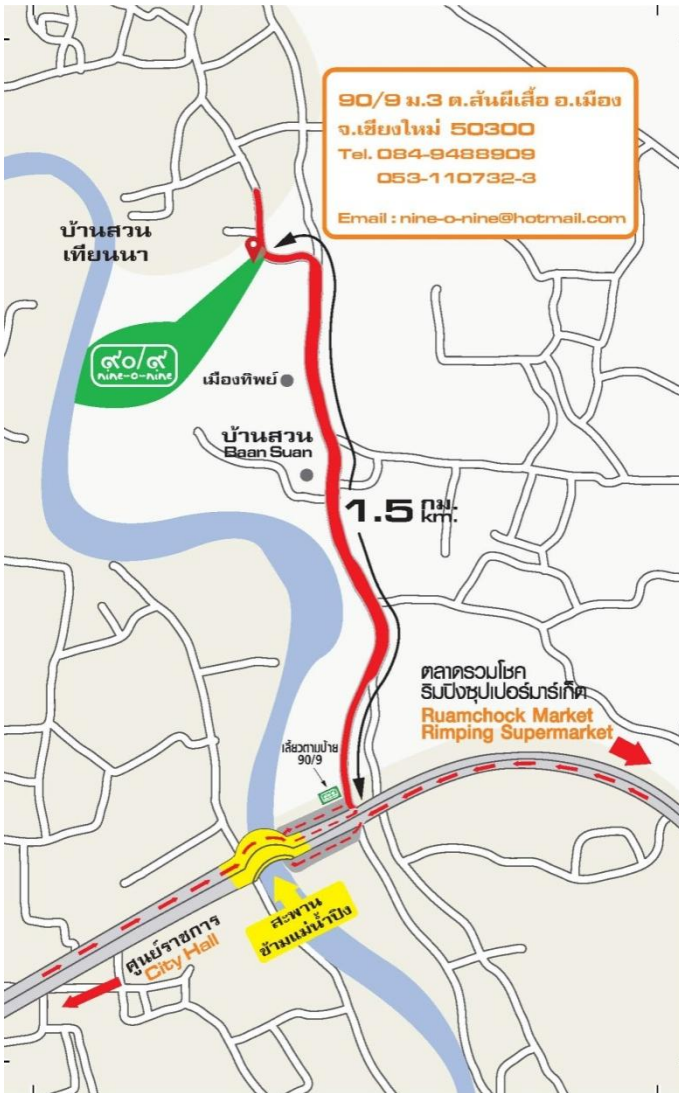 90/9 ม.3 ต.สันผีเสื้อ อ.เมือง
จ.เชียงใหม่ 50300
Tel. 084-9488909
053-110732-3
Email : nine-o-nine@hotmail.com
บ้านสวน
เทียนนา
๙๐/๙
nine-o-nine
เมืองทิพย์
บ้านสวน
Baan Suan
1.5 กม.
km.
ตลาดรวมโชค
ริมปิงซุปเปอร์มาร์เก็ต
Ruamchock Market
Rimping Supermarket
เลี้ยวตามป้าย
90/9
สะพาน
ข้ามแม่น้ำปิง
ศูนย์ราชการ
City Hall